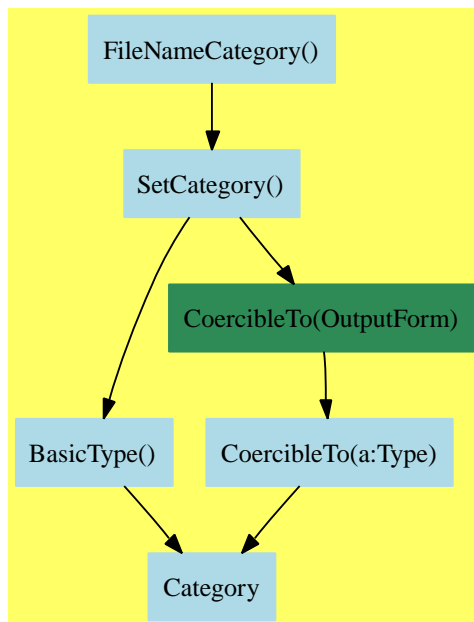 FileNameCategory()
SetCategory()
CoercibleTo(OutputForm)
BasicType()
CoercibleTo(a:Type)
Category